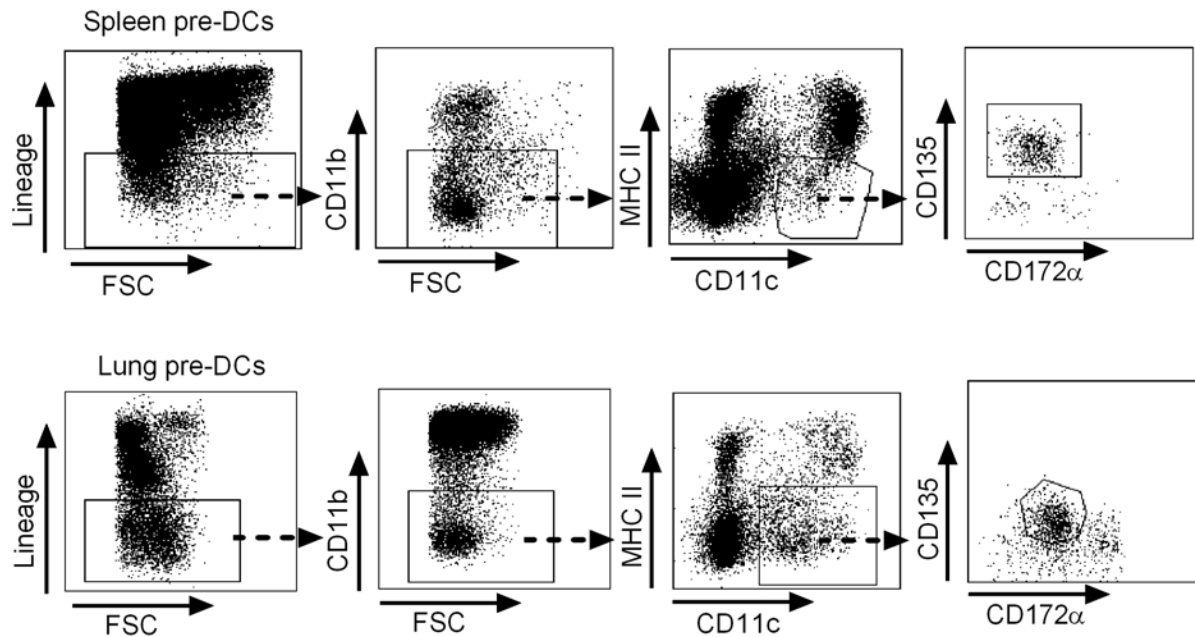 Spleen pre-DCs
Lineage
FSC
CD11b
FSC
MHC II
CD11c
CD135
CD172α
Lung pre-DCs
Lineage
FSC
CD11b
FSC
MHC II
CD11c
CD135
P4
CD172α